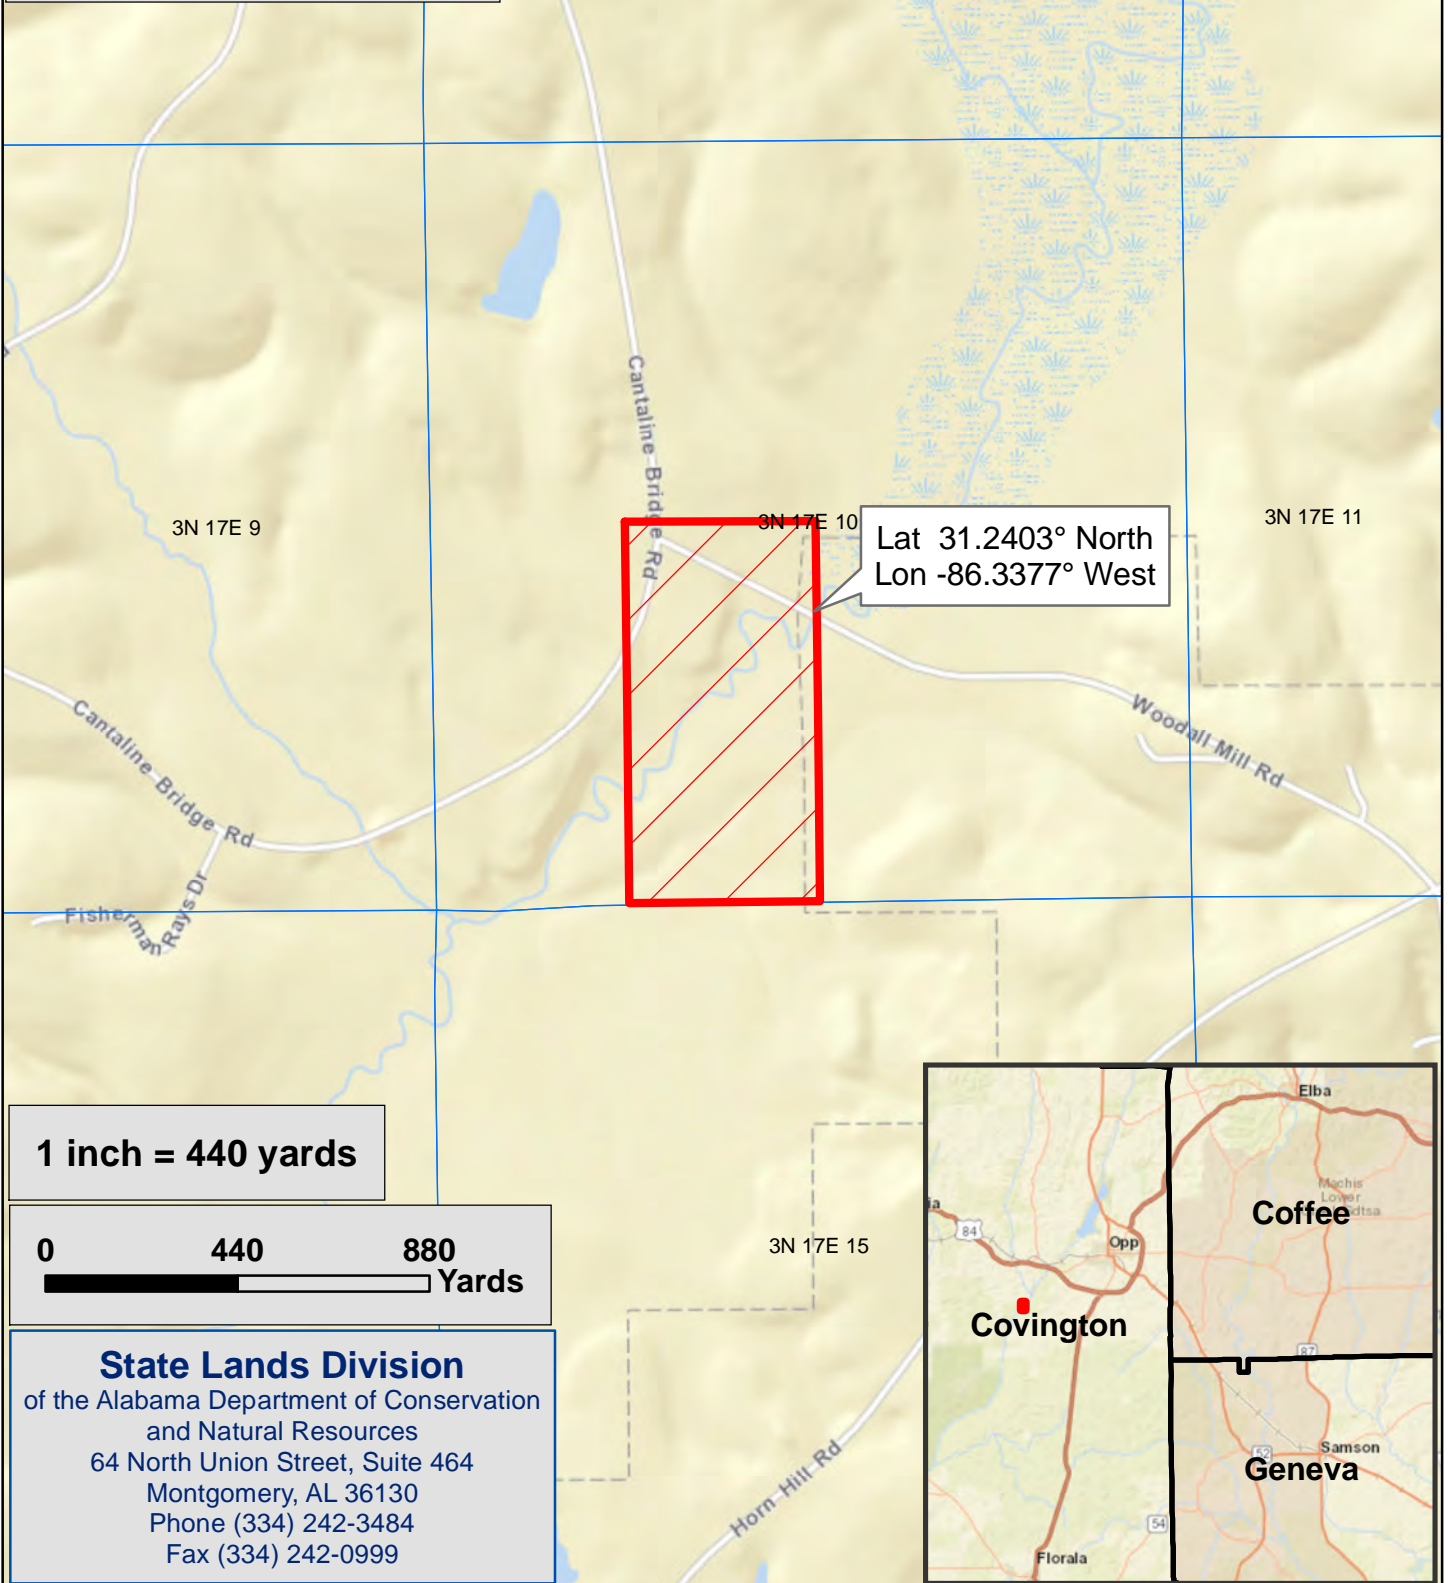 Cantaline Bridge Rd
3N 17E 9
3N 17E 10
3N 17E 11
Lat 31.2403° North
Lon -86.3377° West
Woodall Mill Rd
Cantaline Bridge Rd
Fisherman Rays Dr
1 inch = 440 yards
0 440 880
Yards
3N 17E 15
Horn Hill Rd
State Lands Division
of the Alabama Department of Conservation
and Natural Resources
64 North Union Street, Suite 464
Montgomery, AL 36130
Phone (334) 242-3484
Fax (334) 242-0999
Elba
Machis
Lower
Coffee
ia
84
Opp
Covington
87
52
Samson
Geneva
54
Florala